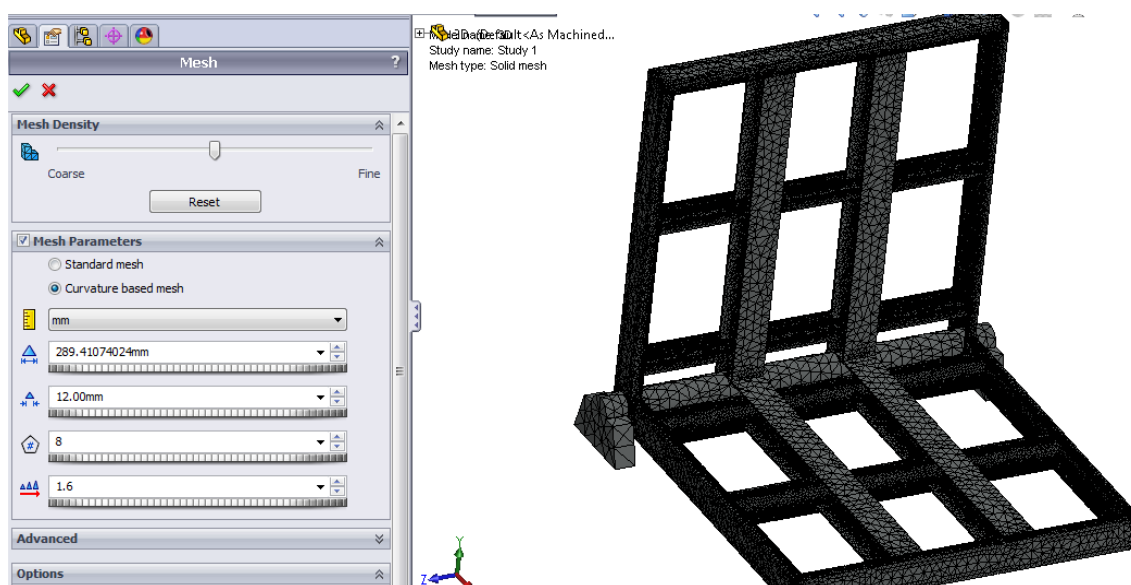 Mesh
?
Mesh Density
Coarse
Fine
Reset
Mesh Parameters
Standard mesh
Curvature based mesh
mm
289.41074024mm
12.00mm
#
8
1.6
Advanced
Options
Study name: Study 1
Mesh type: Solid mesh
Y
Z